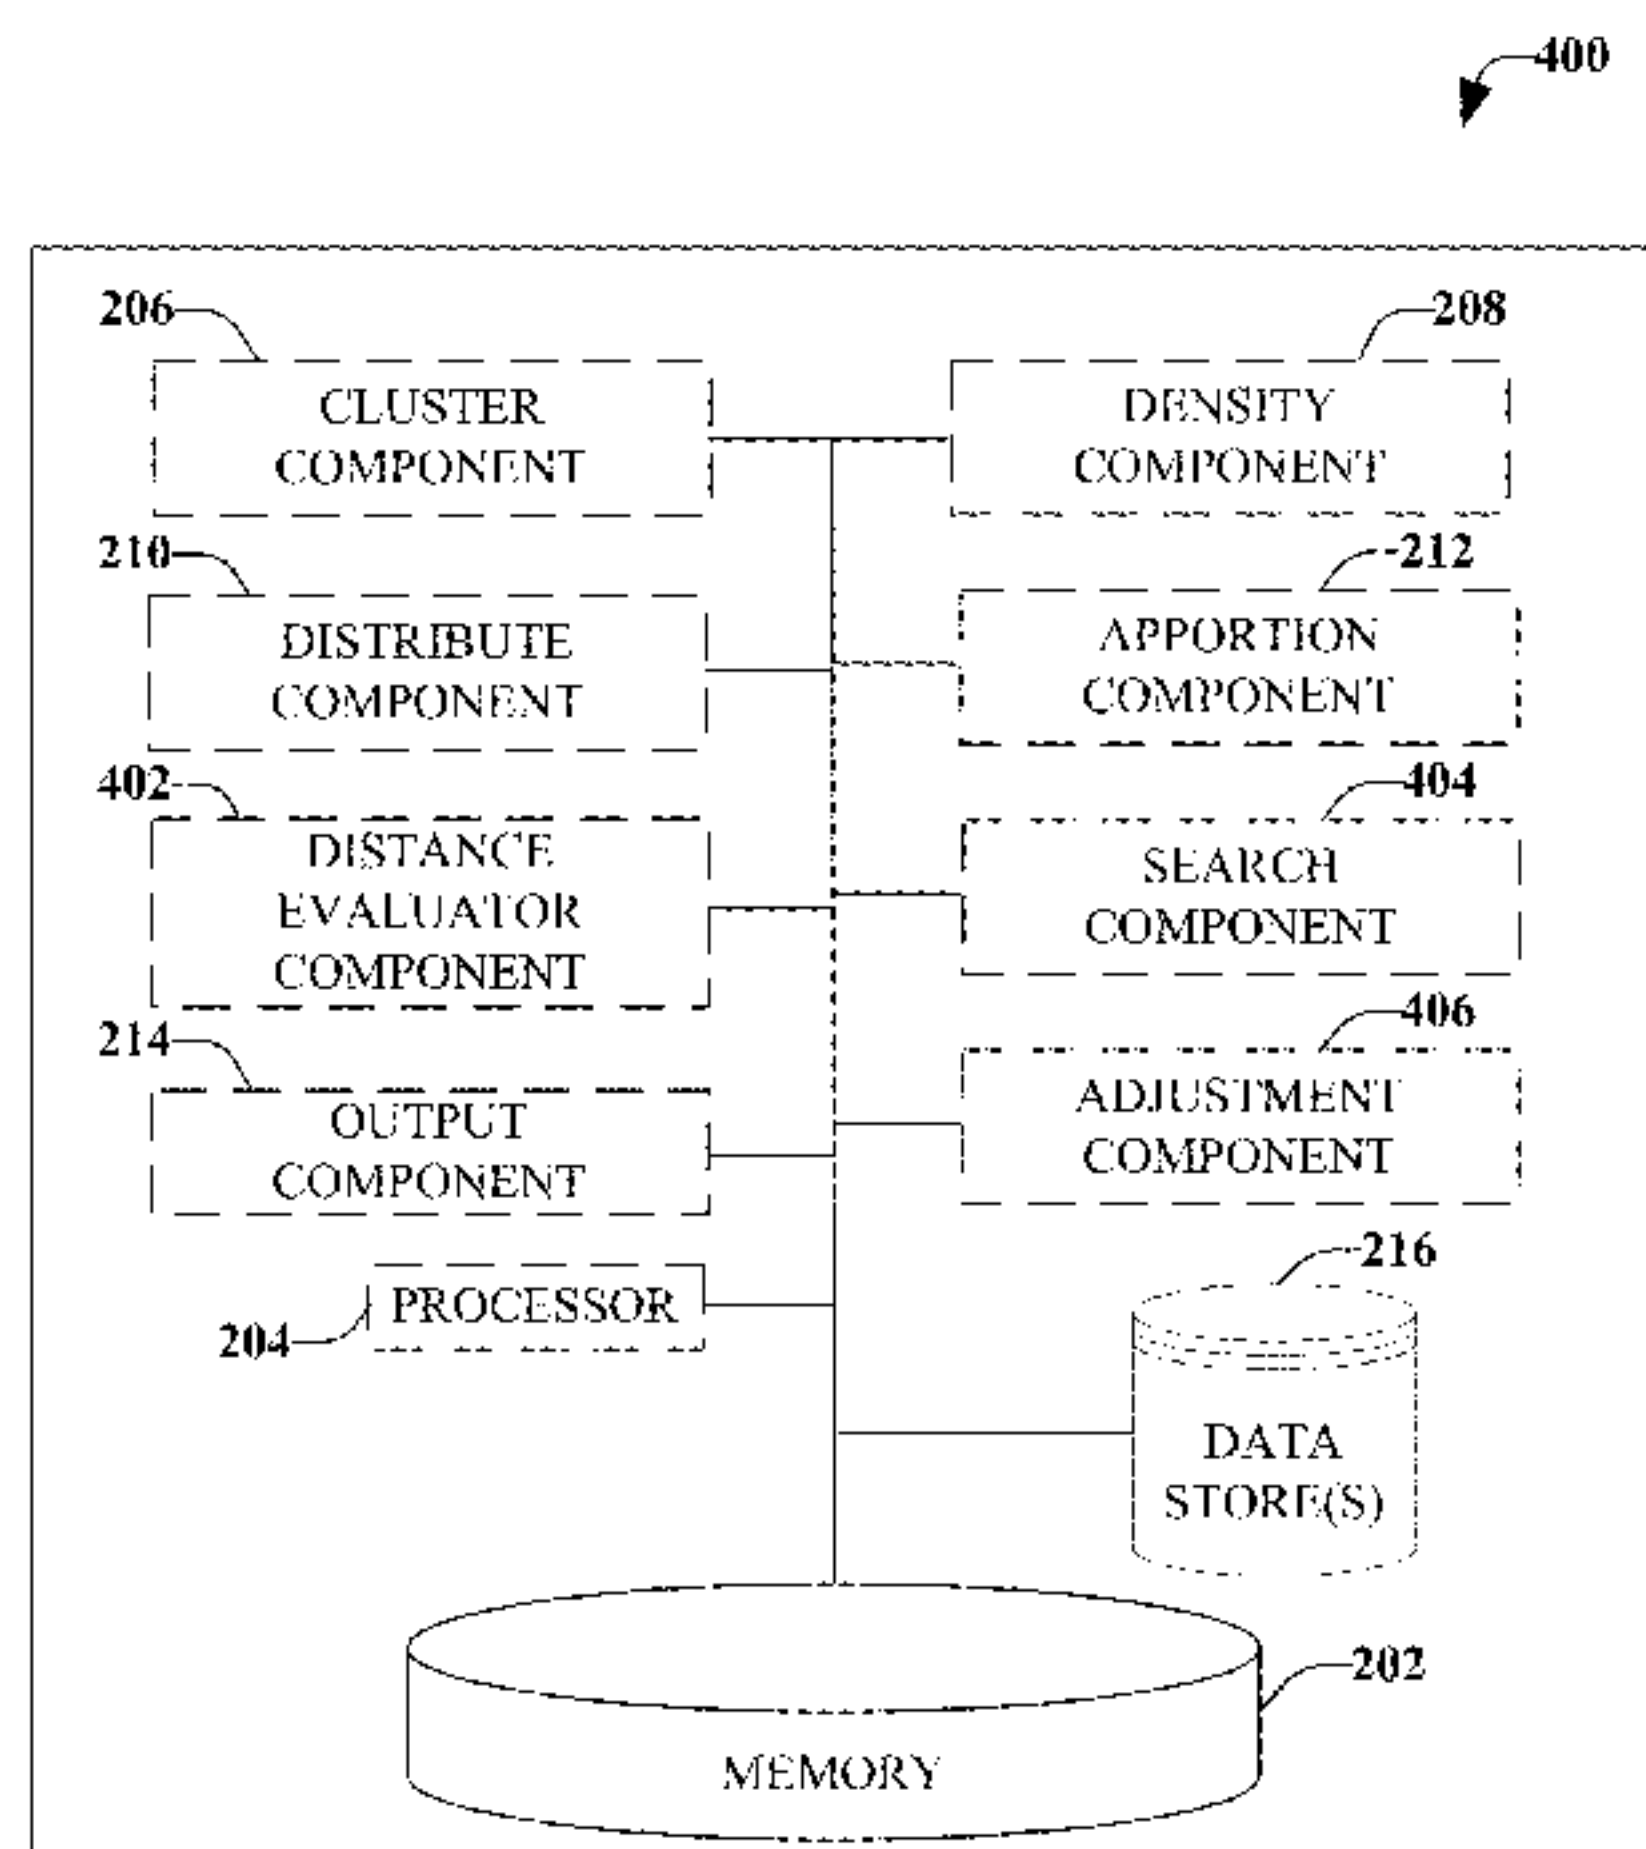 400
206
208
CLUSTER
COMPONENT
DENSITY
COMPONENT
210
212
DISTRIBUTE
COMPONENT
APPORTION
COMPONENT
402
404
DISTANCE
EVALUATOR
COMPONENT
SEARCH
COMPONENT
214
406
OUTPUT
COMPONENT
ADJUSTMENT
COMPONENT
216
PROCESSOR
204
DATA
STORE(S)
202
MEMORY